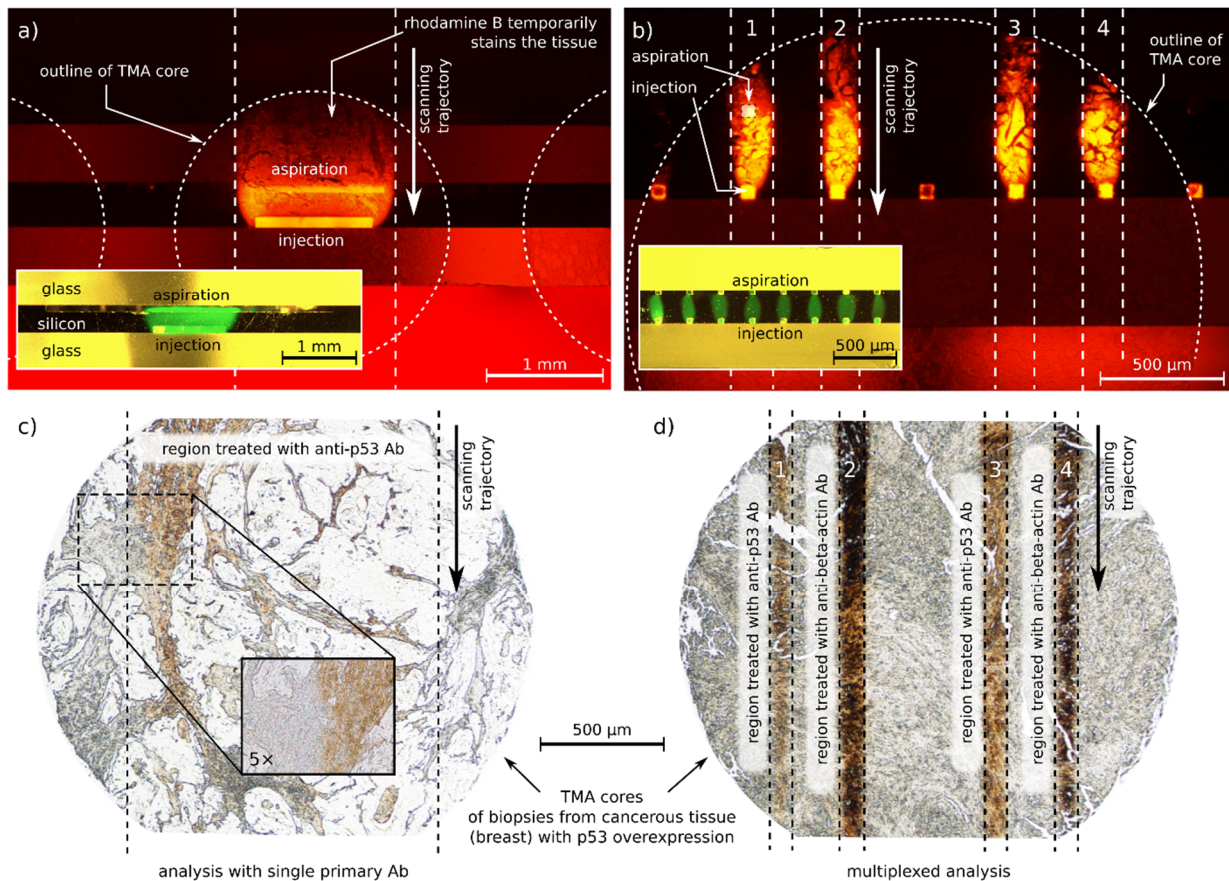 a)
rhodamine B temporarily
stains the tissue
outline of TMA core
scanning
trajectory
aspiration
injection
glass
aspiration
silicon
glass
injection
1 mm
1 mm
b)
1
2
3
4
aspiration
injection
outline of
TMA core
scanning
trajectory
aspiration
injection
500 µm
500 µm
c)
region treated with anti-p53 Ab
scanning
trajectory
5×
500 µm
TMA cores
of biopsies from cancerous tissue
(breast) with p53 overexpression
analysis with single primary Ab
d)
1
2
3
4
region treated with anti-p53 Ab
region treated with anti-beta-actin Ab
region treated with anti-p53 Ab
region treated with anti-beta-actin Ab
scanning
trajectory
multiplexed analysis